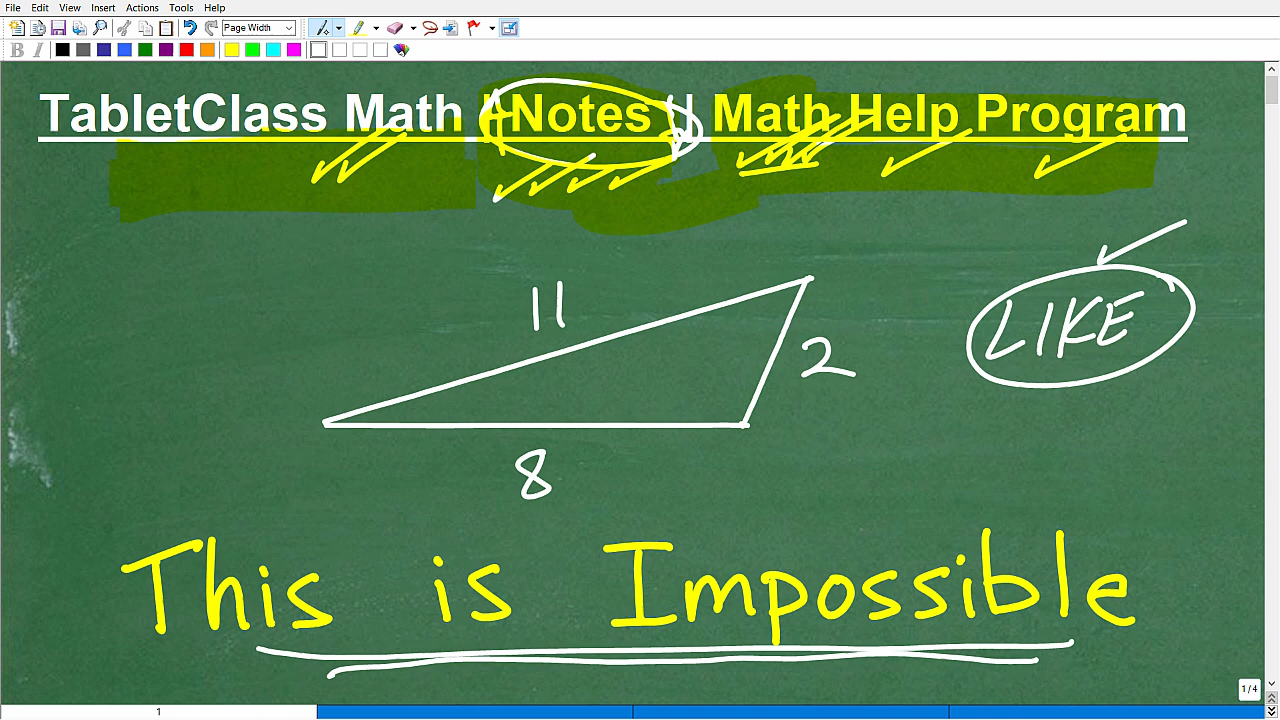 File Edit View Insert Actions Tools Help
Page Width
B I
TabletClass Math || Notes || Math Help Program
11
2
LIKE
8
This is Impossible
1/4
1